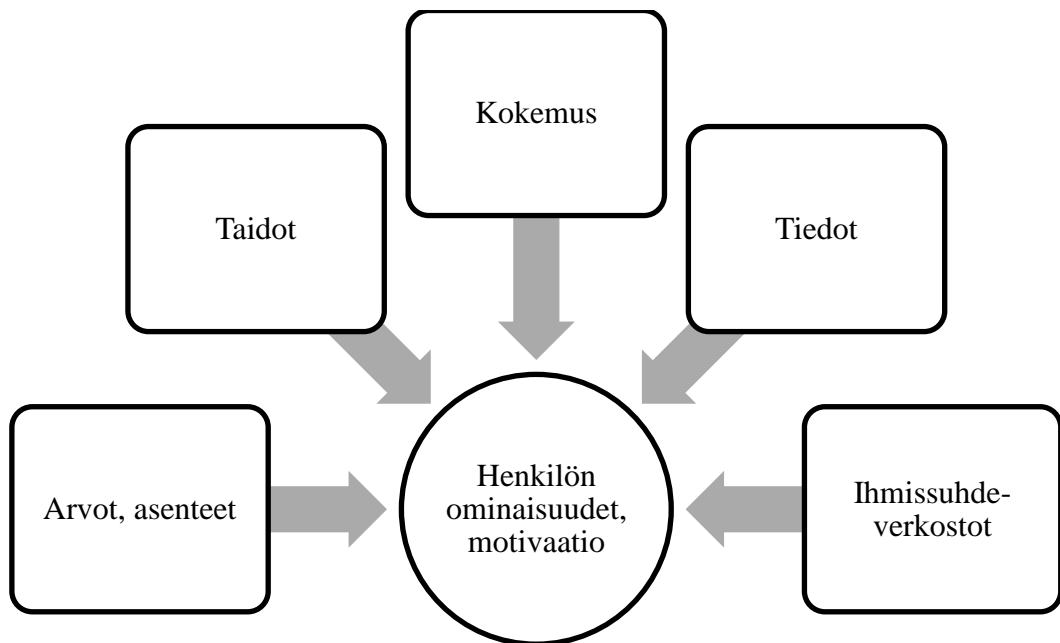 Kokemus
Taidot
Tiedot
Arvot, asenteet
Henkilön
ominaisuudet,
motivaatio
Ihmissuhde-
verkostot